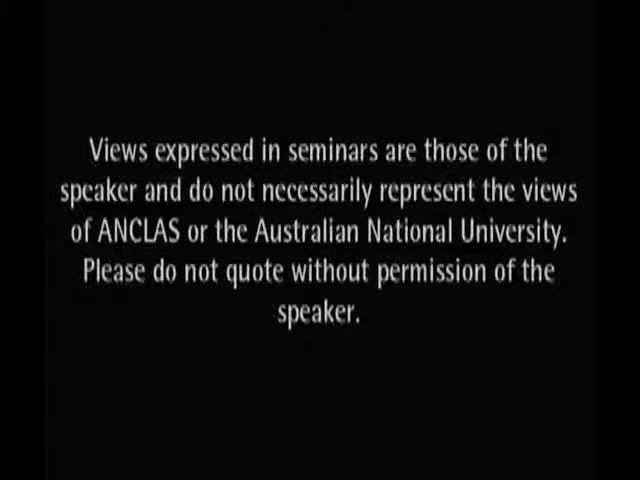 Views expressed in seminars are those of the
speaker and do not necessarily represent the views
of ANCLAS or the Australian National University.
Please do not quote without permission of the
speaker.